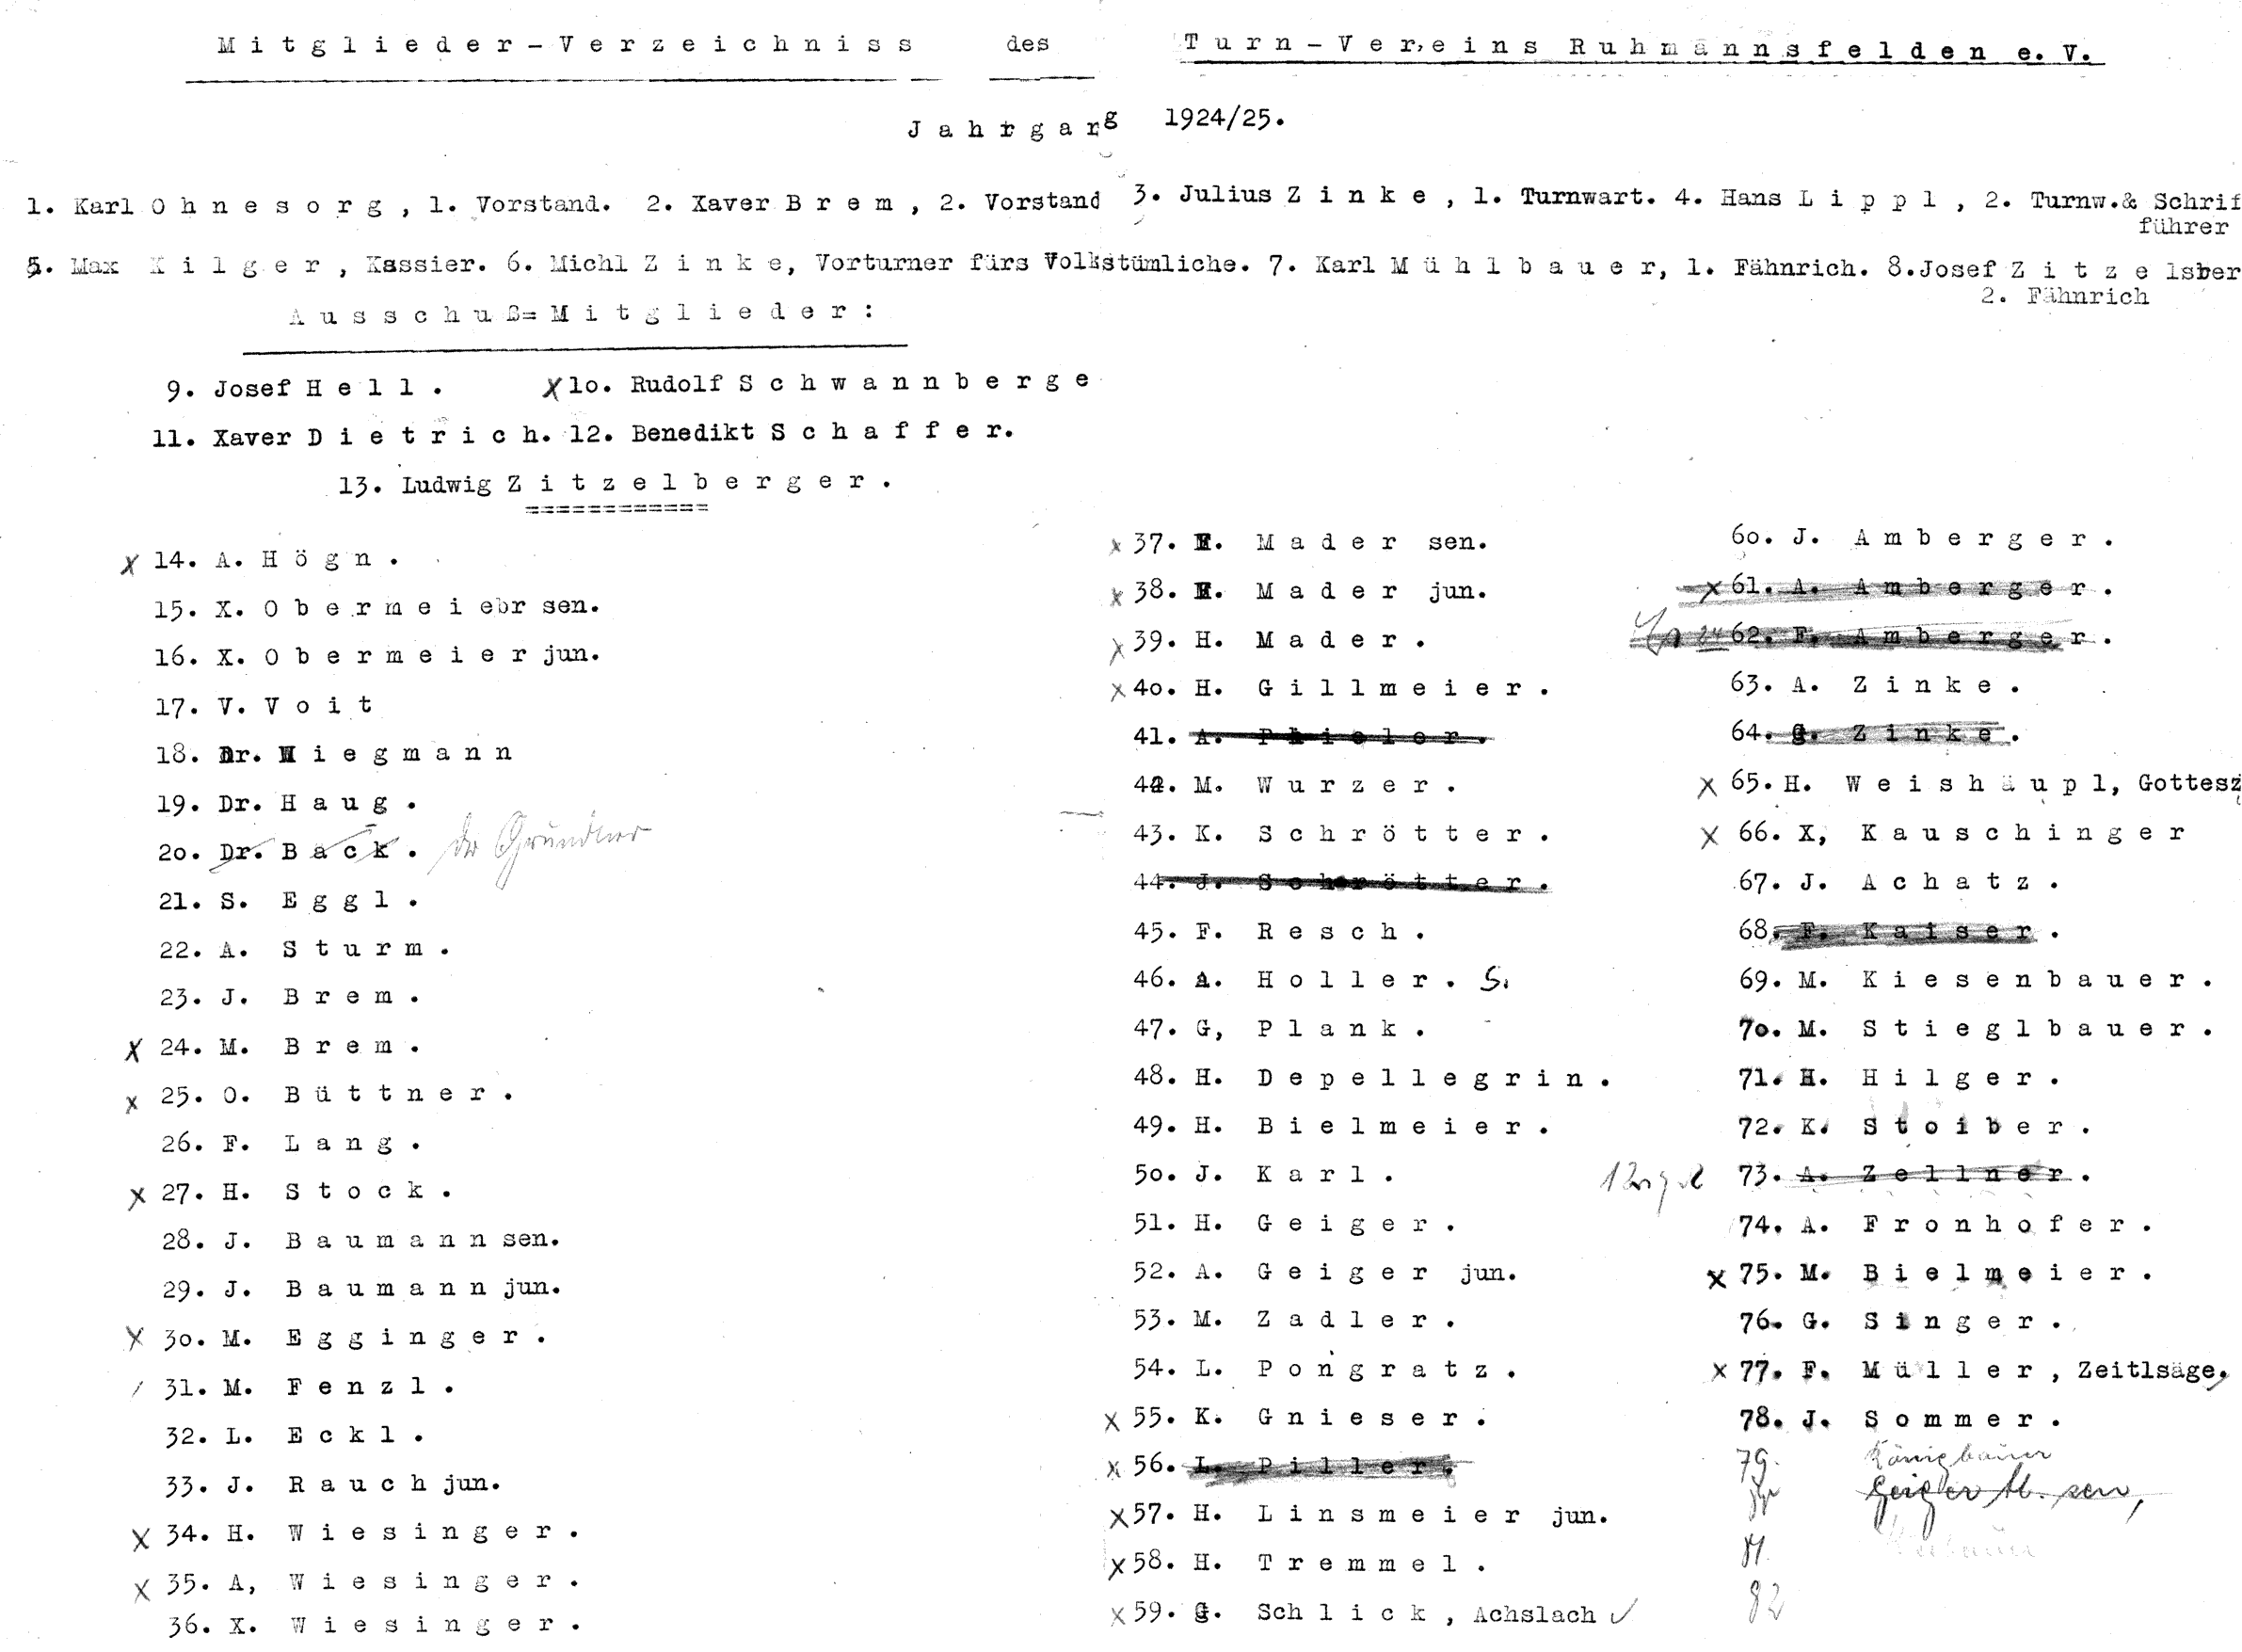 Mitglieder-Verzeichniss des Turn-Vereins Ruhmannsfelden e. V.
Jahrgang 1924/25.
1. Karl Ohnesorg, 1. Vorstand. 2. Xaver Brem, 2. Vorstand 3. Julius Zinke, 1. Turnwart. 4. Hans Lippl, 2. Turnw.& Schrif
führer
5. Max Kilger, Kassier. 6. Michl Zinke, Vorturner fürs Volkstümliche. 7. Karl Mühlbauer, 1. Fähnrich. 8.Josef Zitzelsber
2. Fähnrich
Ausschuß=Mitglieder:
9. Josef Hell. X 10. Rudolf Schwannberge
11. Xaver Dietrich. 12. Benedikt Schaffer.
13. Ludwig Zitzelberger.
============
X 14. A. Högn.
15. X. Obermeiebr sen.
16. X. Obermeier jun.
17. V. Voit
18. Dr. Wiegmann
19. Dr. Haug.
20. Dr. Back. der Gründer
21. S. Eggl.
22. A. Sturm.
23. J. Brem.
X 24. M. Brem.
x 25. O. Büttner.
26. F. Lang.
x 27. H. Stock.
28. J. Baumann sen.
29. J. Baumann jun.
X 30. M. Egginger.
/ 31. M. Fenzl.
32. L. Eckl.
33. J. Rauch jun.
X 34. H. Wiesinger.
X 35. A, Wiesinger.
36. X. Wiesinger.
x 37. Mader sen.
x 38. Mader jun.
x 39. H. Mader.
x 40. H. Gillmeier.
41. A. Phieler.
42. M. Wurzer.
43. K. Schrötter.
44. J. Schrötter.
45. F. Resch.
46. A. Holler. S.
47. G, Plank.
48. H. Depellegrin.
49. H. Bielmeier.
50. J. Karl.
51. H. Geiger.
52. A. Geiger jun.
53. M. Zadler.
54. L. Pongratz.
x 55. K. Gnieser.
x 56. L. Piller.
x 57. H. Linsmeier jun.
x 58. H. Tremmel.
x 59. G. Schlick, Achslach ✓
60. J. Amberger.
x 61. A. Amberger.
62. F. Amberger.
63. A. Zinke.
64. G. Zinke.
x 65. H. Weishäupl, Gottesz
x 66. X, Kauschinger
67. J. Achatz.
68. F. Kaiser.
69. M. Kiesenbauer.
70. M. Stieglbauer.
71. H. Hilger.
72. K. Stoiber.
73. A. Zellner.
74. A. Fronhofer.
x 75. M. Bielmeier.
76. G. Singer.
x 77. F. Müller, Zeitlsäge,
78. J. Sommer.
79. Königbauer
Geiger M. sen,
81.
82